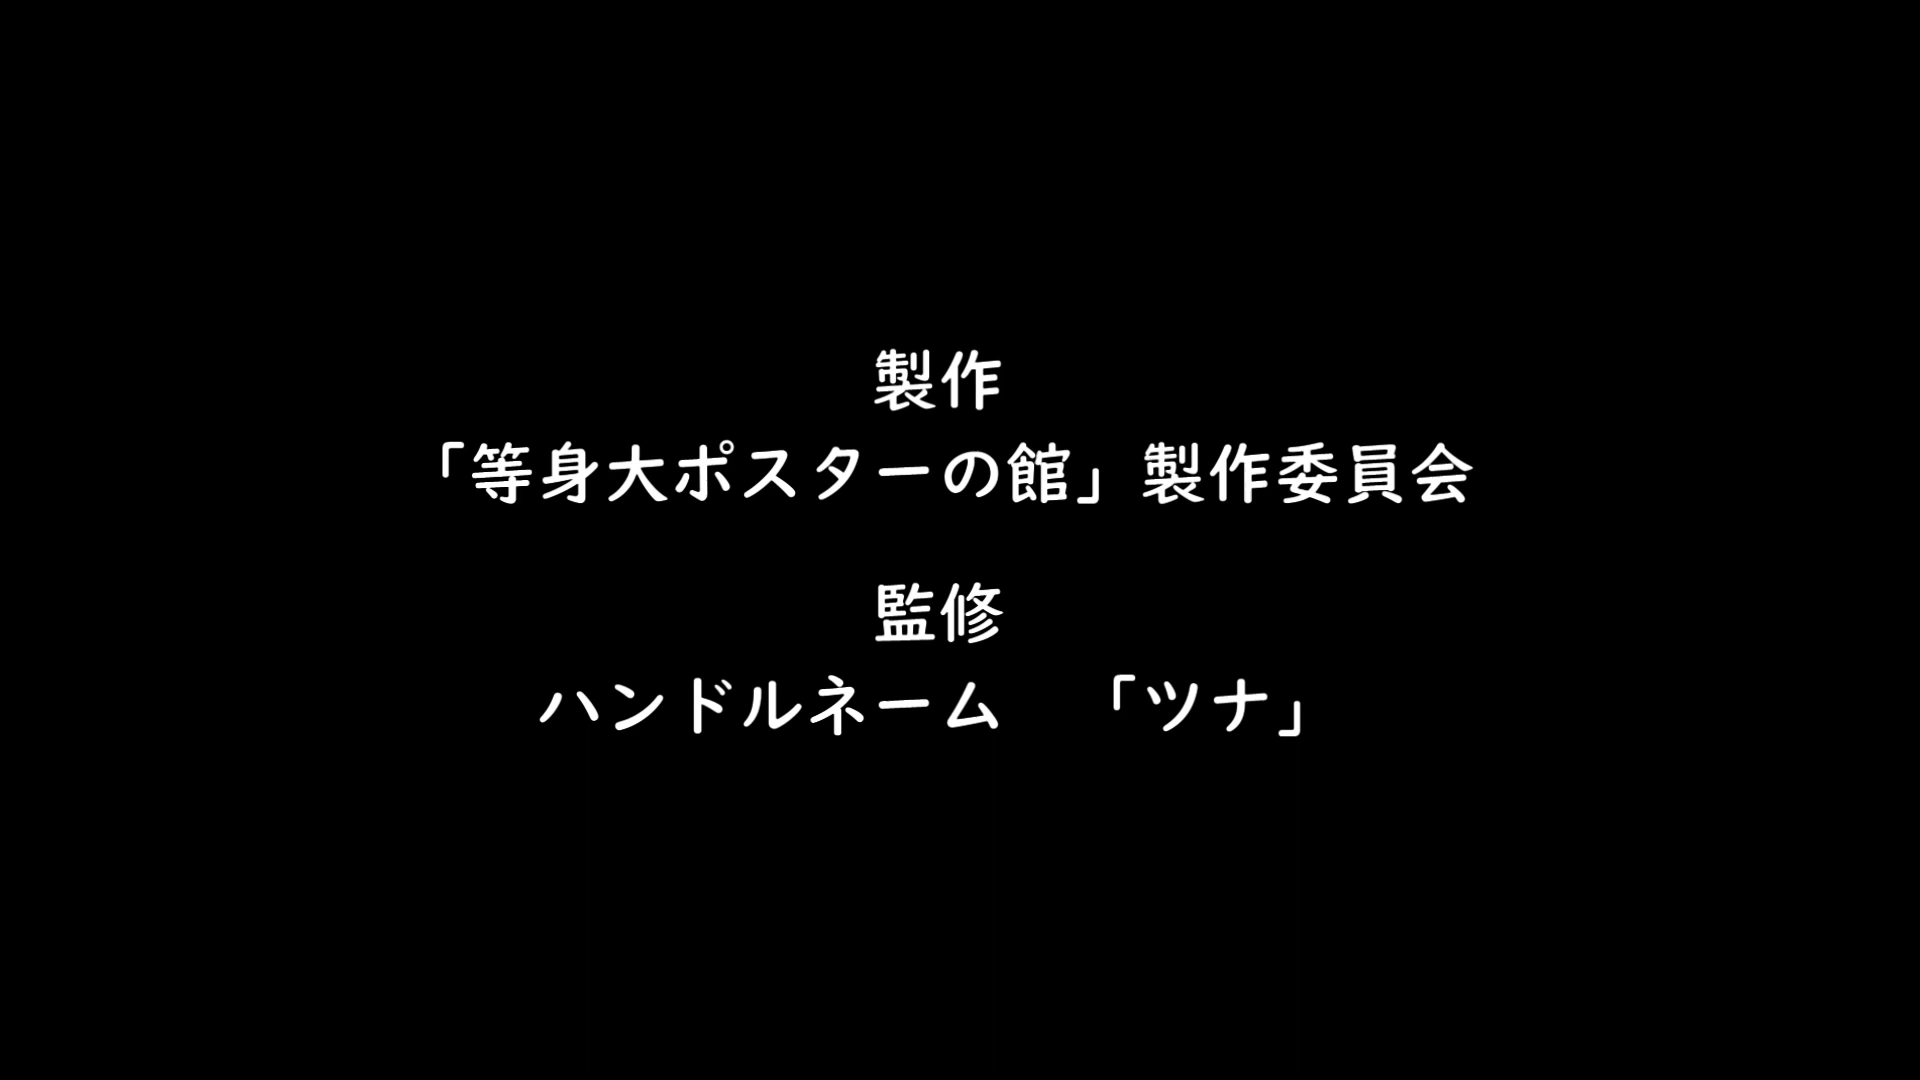 製作
「等身大ポスターの館」製作委員会
監修
ハンドルネーム　「ツナ」